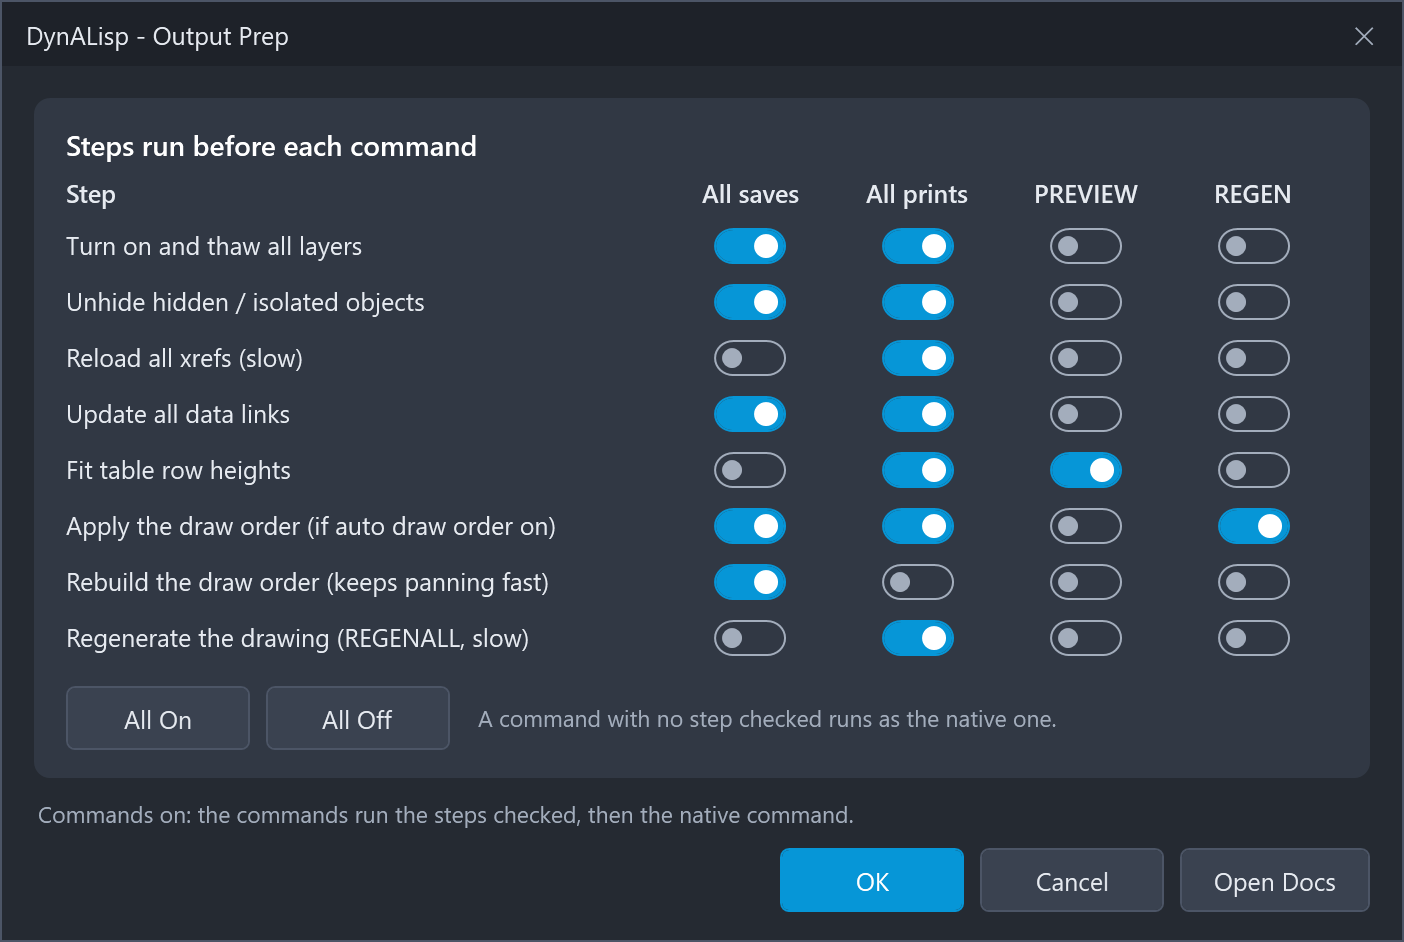 DynALisp - Output Prep
Steps run before each command
Step All saves All prints PREVIEW REGEN
Turn on and thaw all layers
Unhide hidden / isolated objects
Reload all xrefs (slow)
Update all data links
Fit table row heights
Apply the draw order (if auto draw order on)
Rebuild the draw order (keeps panning fast)
Regenerate the drawing (REGENALL, slow)
All On All Off A command with no step checked runs as the native one.
Commands on: the commands run the steps checked, then the native command.
OK Cancel Open Docs